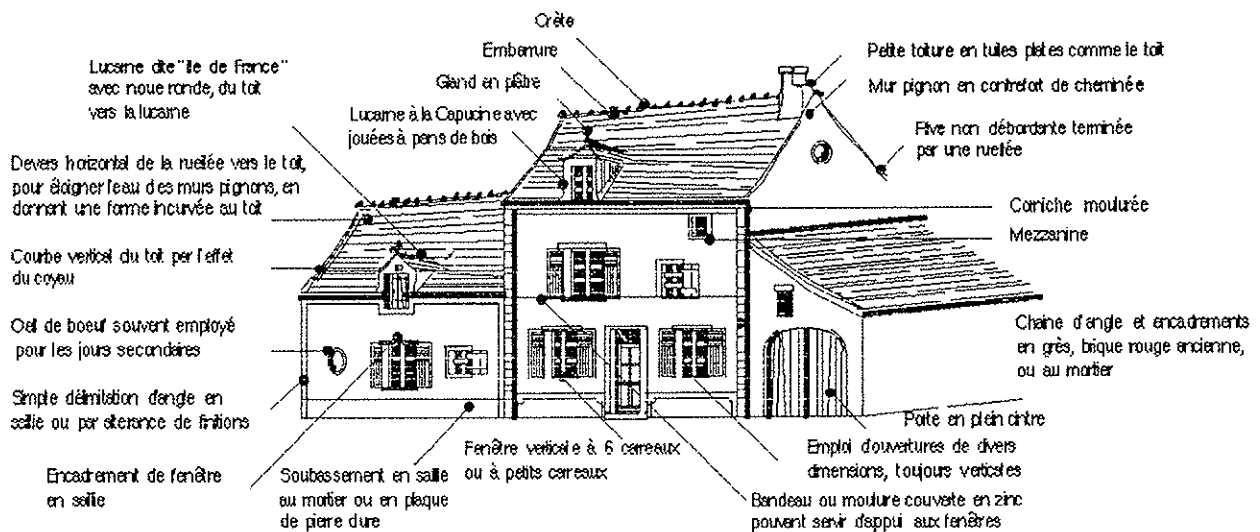 Crête
Embarrure
Gland en plâtre
Lucarne à la Capucine avec
jouées à pans de bois
Lucarne dite "Ile de France"
avec noue ronde, du toit
vers la lucarne
Devers horizontal de la ruellée vers le toit,
pour éloigner l'eau des murs pignons, en
donnant une forme incurvée au toit
Courbe vertical du toit par l'effet
du coyau
Oeil de boeuf souvent employé
pour les jours secondaires
Simple délimitation d'angle en
saillie ou par alterance de finitions
Encadrement de fenêtre
en saillie
Soubassement en saillie
au mortier ou en plaque
de pierre dure
Fenêtre verticale à 6 carreaux
ou à petits carreaux
Petite toiture en tuiles plates comme le toit
Mur pignon en contrefort de cheminée
Rive non débordante terminée
par une ruellée
Corniche moulurée
Mezzanine
Chaine d'angle et encadrements
en grès, brique rouge ancienne,
ou au mortier
Porte en plein cintre
Emploi d'ouvertures de divers
dimensions, toujours verticales
Bandeau ou moulure couverte en zinc
pouvant servir d'appui aux fenêtres